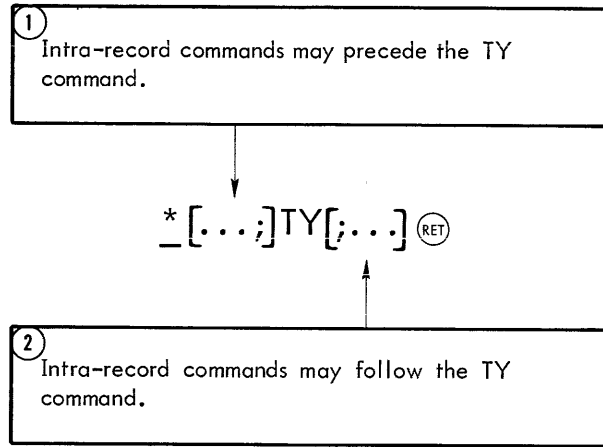 1
Intra-record commands may precede the TY
command.
*[...;]TY[;...] RET
2
Intra-record commands may follow the TY
command.